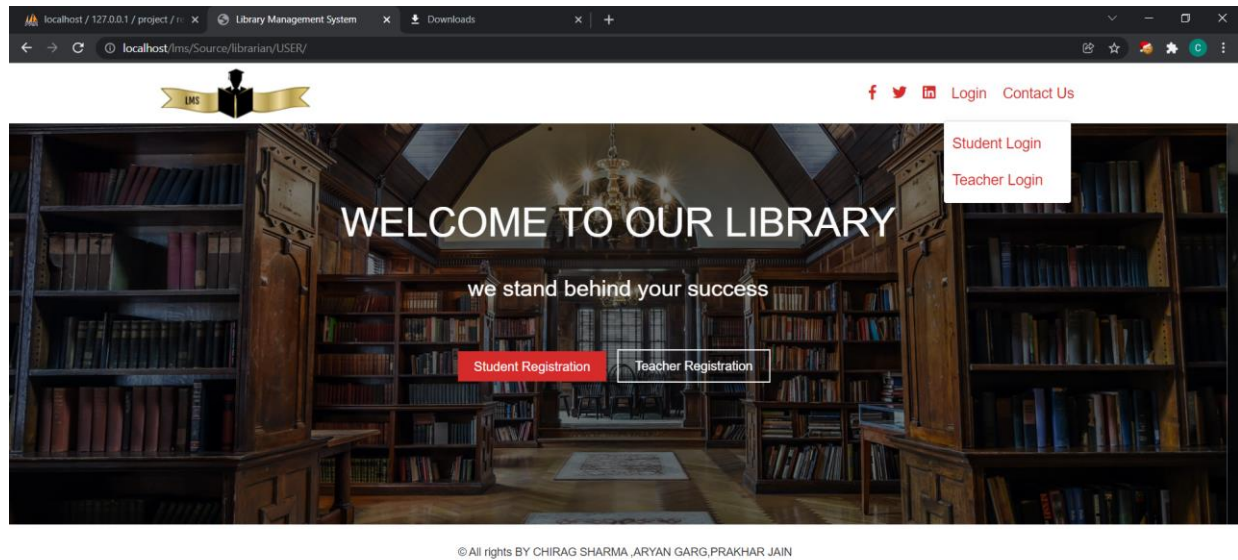 localhost / 127.0.0.1 / project / re
Library Management System
Downloads
localhost/lms/Source/librarian/USER/
C
LMS
f in Login Contact Us
Student Login
Teacher Login
WELCOME TO OUR LIBRARY
we stand behind your success
Student Registration Teacher Registration
© All rights BY CHIRAG SHARMA ,ARYAN GARG,PRAKHAR JAIN